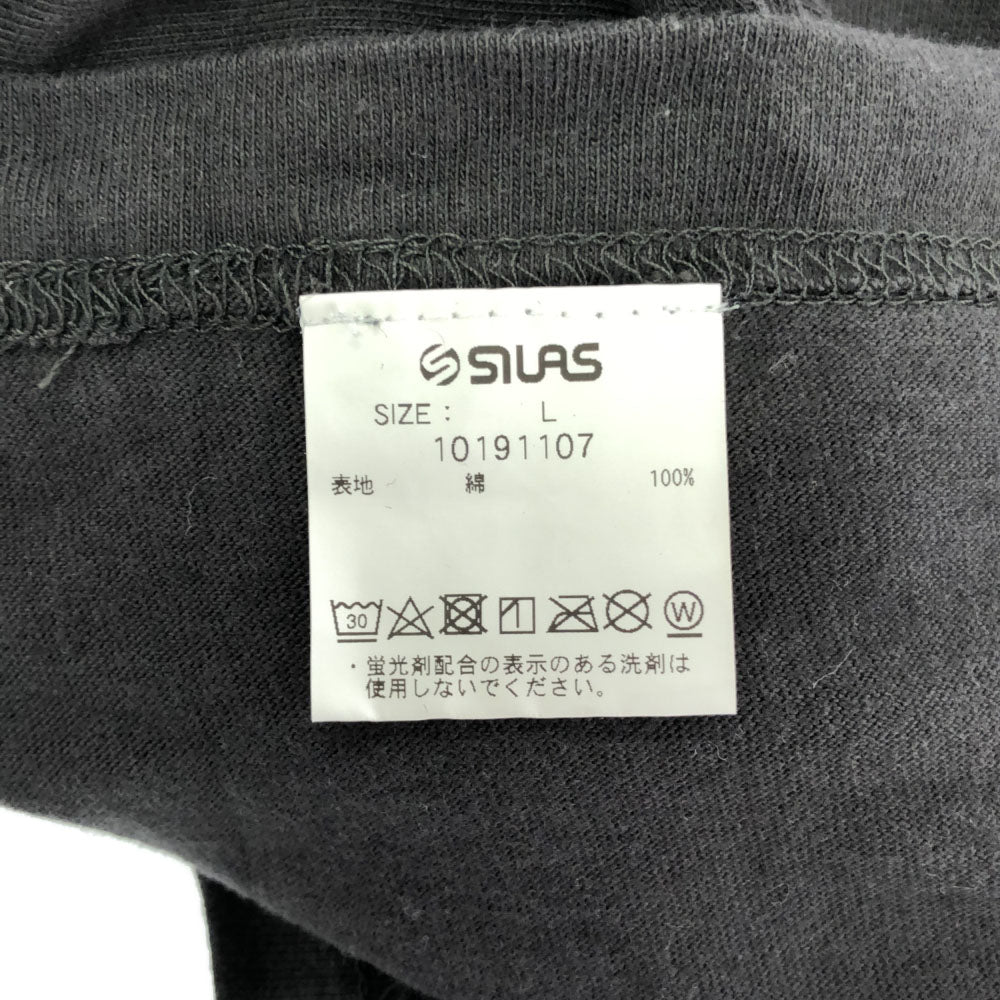 SILAS
SIZE : L
10191107
表地 綿 100%
30 W
・蛍光剤配合の表示のある洗剤は
使用しないでください。